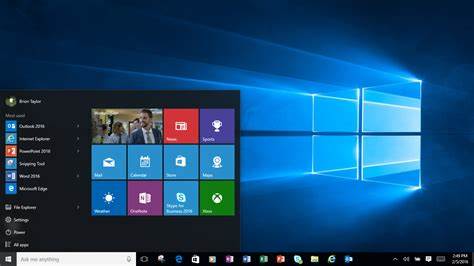 Brian Taylor
Most used
Outlook 2016
Internet Explorer
PowerPoint 2016
Snipping Tool
Word 2016
Microsoft Edge
File Explorer
Settings
Power
All apps
News
Sports
Mail
Calendar
Store
Maps
Weather
OneNote
Skype for
Business 2016
Xbox
Ask me anything
2:49 PM
2/5/2016